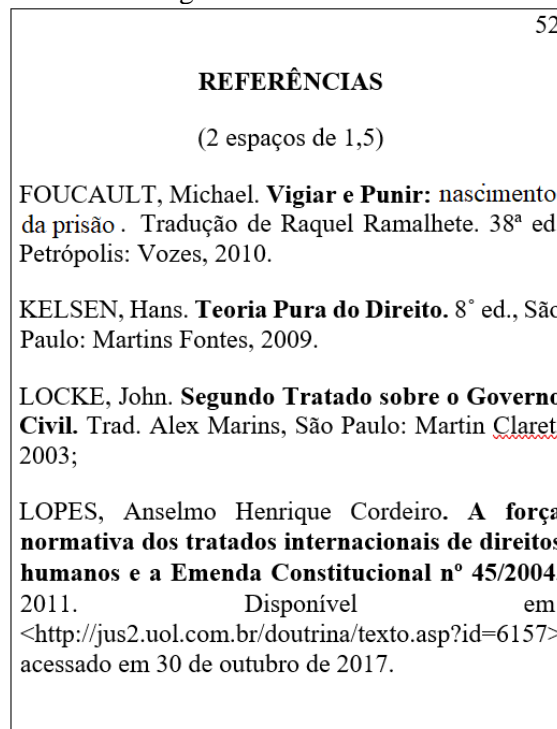 52
REFERÊNCIAS
(2 espaços de 1,5)
FOUCAULT, Michael. Vigiar e Punir: nascimento
da prisão . Tradução de Raquel Ramalhete. 38ª ed
Petrópolis: Vozes, 2010.
KELSEN, Hans. Teoria Pura do Direito. 8° ed., São
Paulo: Martins Fontes, 2009.
LOCKE, John. Segundo Tratado sobre o Governo
Civil. Trad. Alex Marins, São Paulo: Martin Claret
2003;
LOPES, Anselmo Henrique Cordeiro. A força
normativa dos tratados internacionais de direitos
humanos e a Emenda Constitucional nº 45/2004.
2011. Disponível em
<http://jus2.uol.com.br/doutrina/texto.asp?id=6157>
acessado em 30 de outubro de 2017.